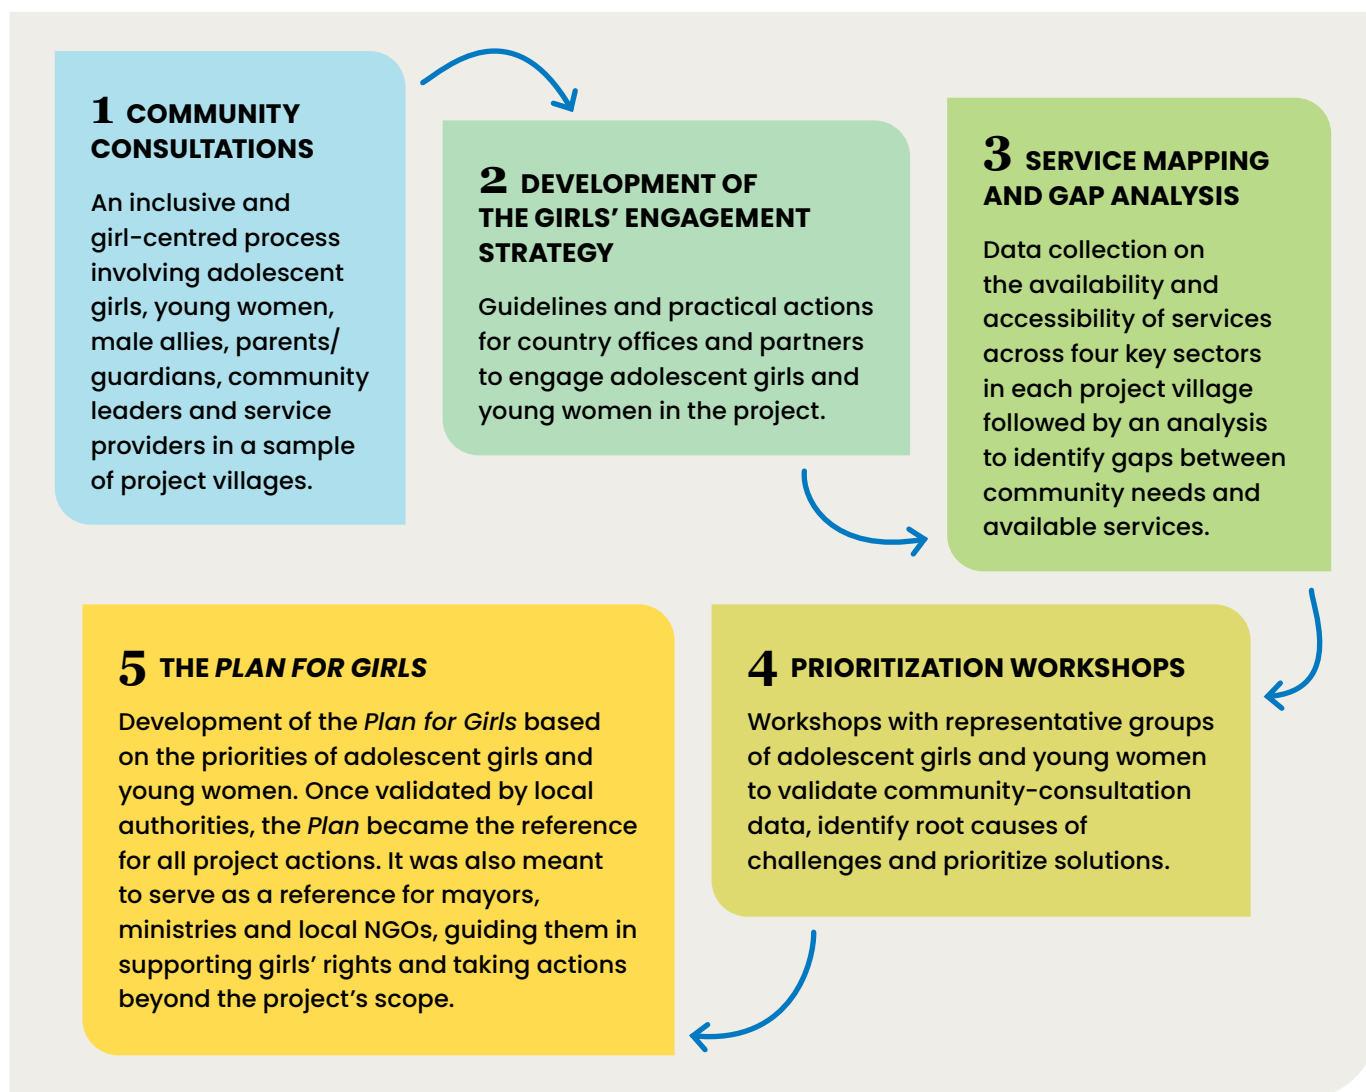 1 COMMUNITY
CONSULTATIONS
An inclusive and
girl-centred process
involving adolescent
girls, young women,
male allies, parents/
guardians, community
leaders and service
providers in a sample
of project villages.
2 DEVELOPMENT OF
THE GIRLS’ ENGAGEMENT
STRATEGY
Guidelines and practical actions
for country offices and partners
to engage adolescent girls and
young women in the project.
3 SERVICE MAPPING
AND GAP ANALYSIS
Data collection on
the availability and
accessibility of services
across four key sectors
in each project village
followed by an analysis
to identify gaps between
community needs and
available services.
4 PRIORITIZATION WORKSHOPS
Workshops with representative groups
of adolescent girls and young women
to validate community-consultation
data, identify root causes of
challenges and prioritize solutions.
5 THE PLAN FOR GIRLS
Development of the Plan for Girls based
on the priorities of adolescent girls and
young women. Once validated by local
authorities, the Plan became the reference
for all project actions. It was also meant
to serve as a reference for mayors,
ministries and local NGOs, guiding them in
supporting girls’ rights and taking actions
beyond the project’s scope.